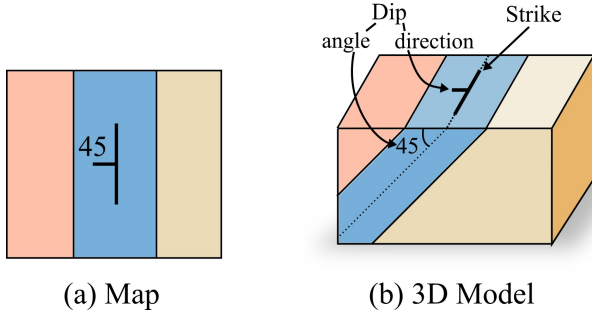 Dip
Strike
angle
direction
45
45
(a) Map
(b) 3D Model